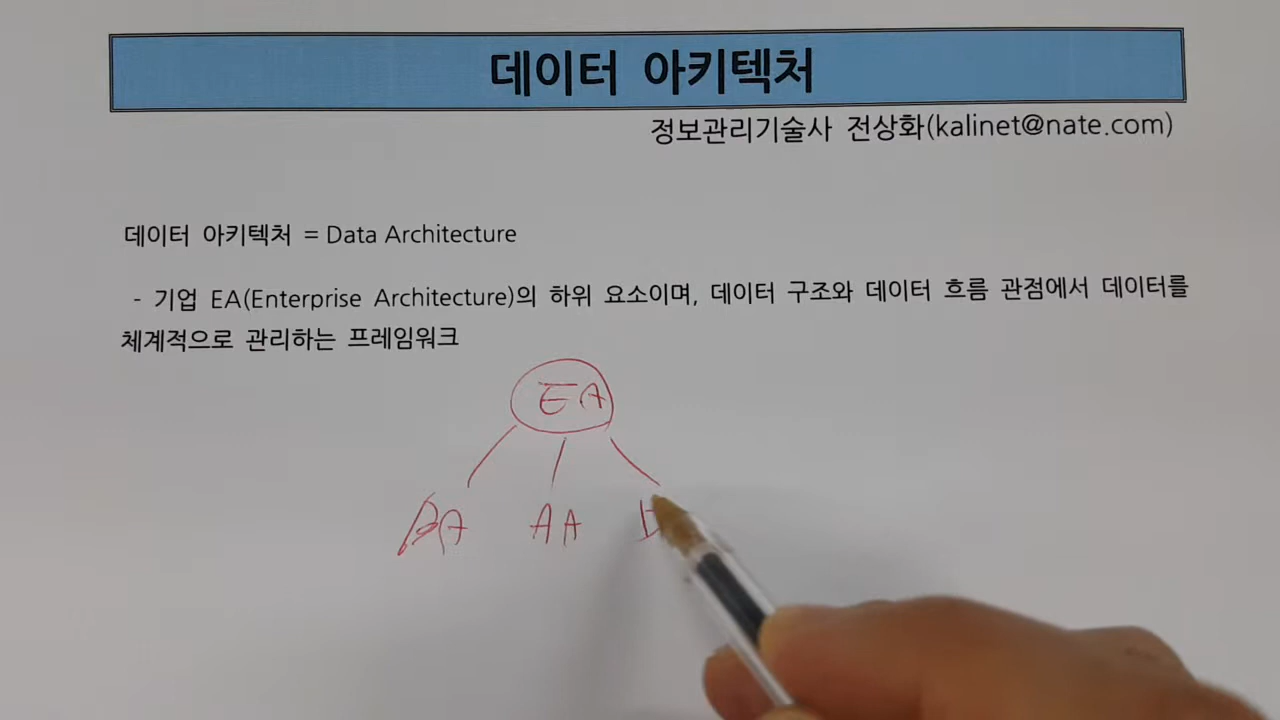 데이터 아키텍처
정보관리기술사 전상화(kalinet@nate.com)
데이터 아키텍처 = Data Architecture
- 기업 EA(Enterprise Architecture)의 하위 요소이며, 데이터 구조와 데이터 흐름 관점에서 데이터를
체계적으로 관리하는 프레임워크
EA
BA AA D